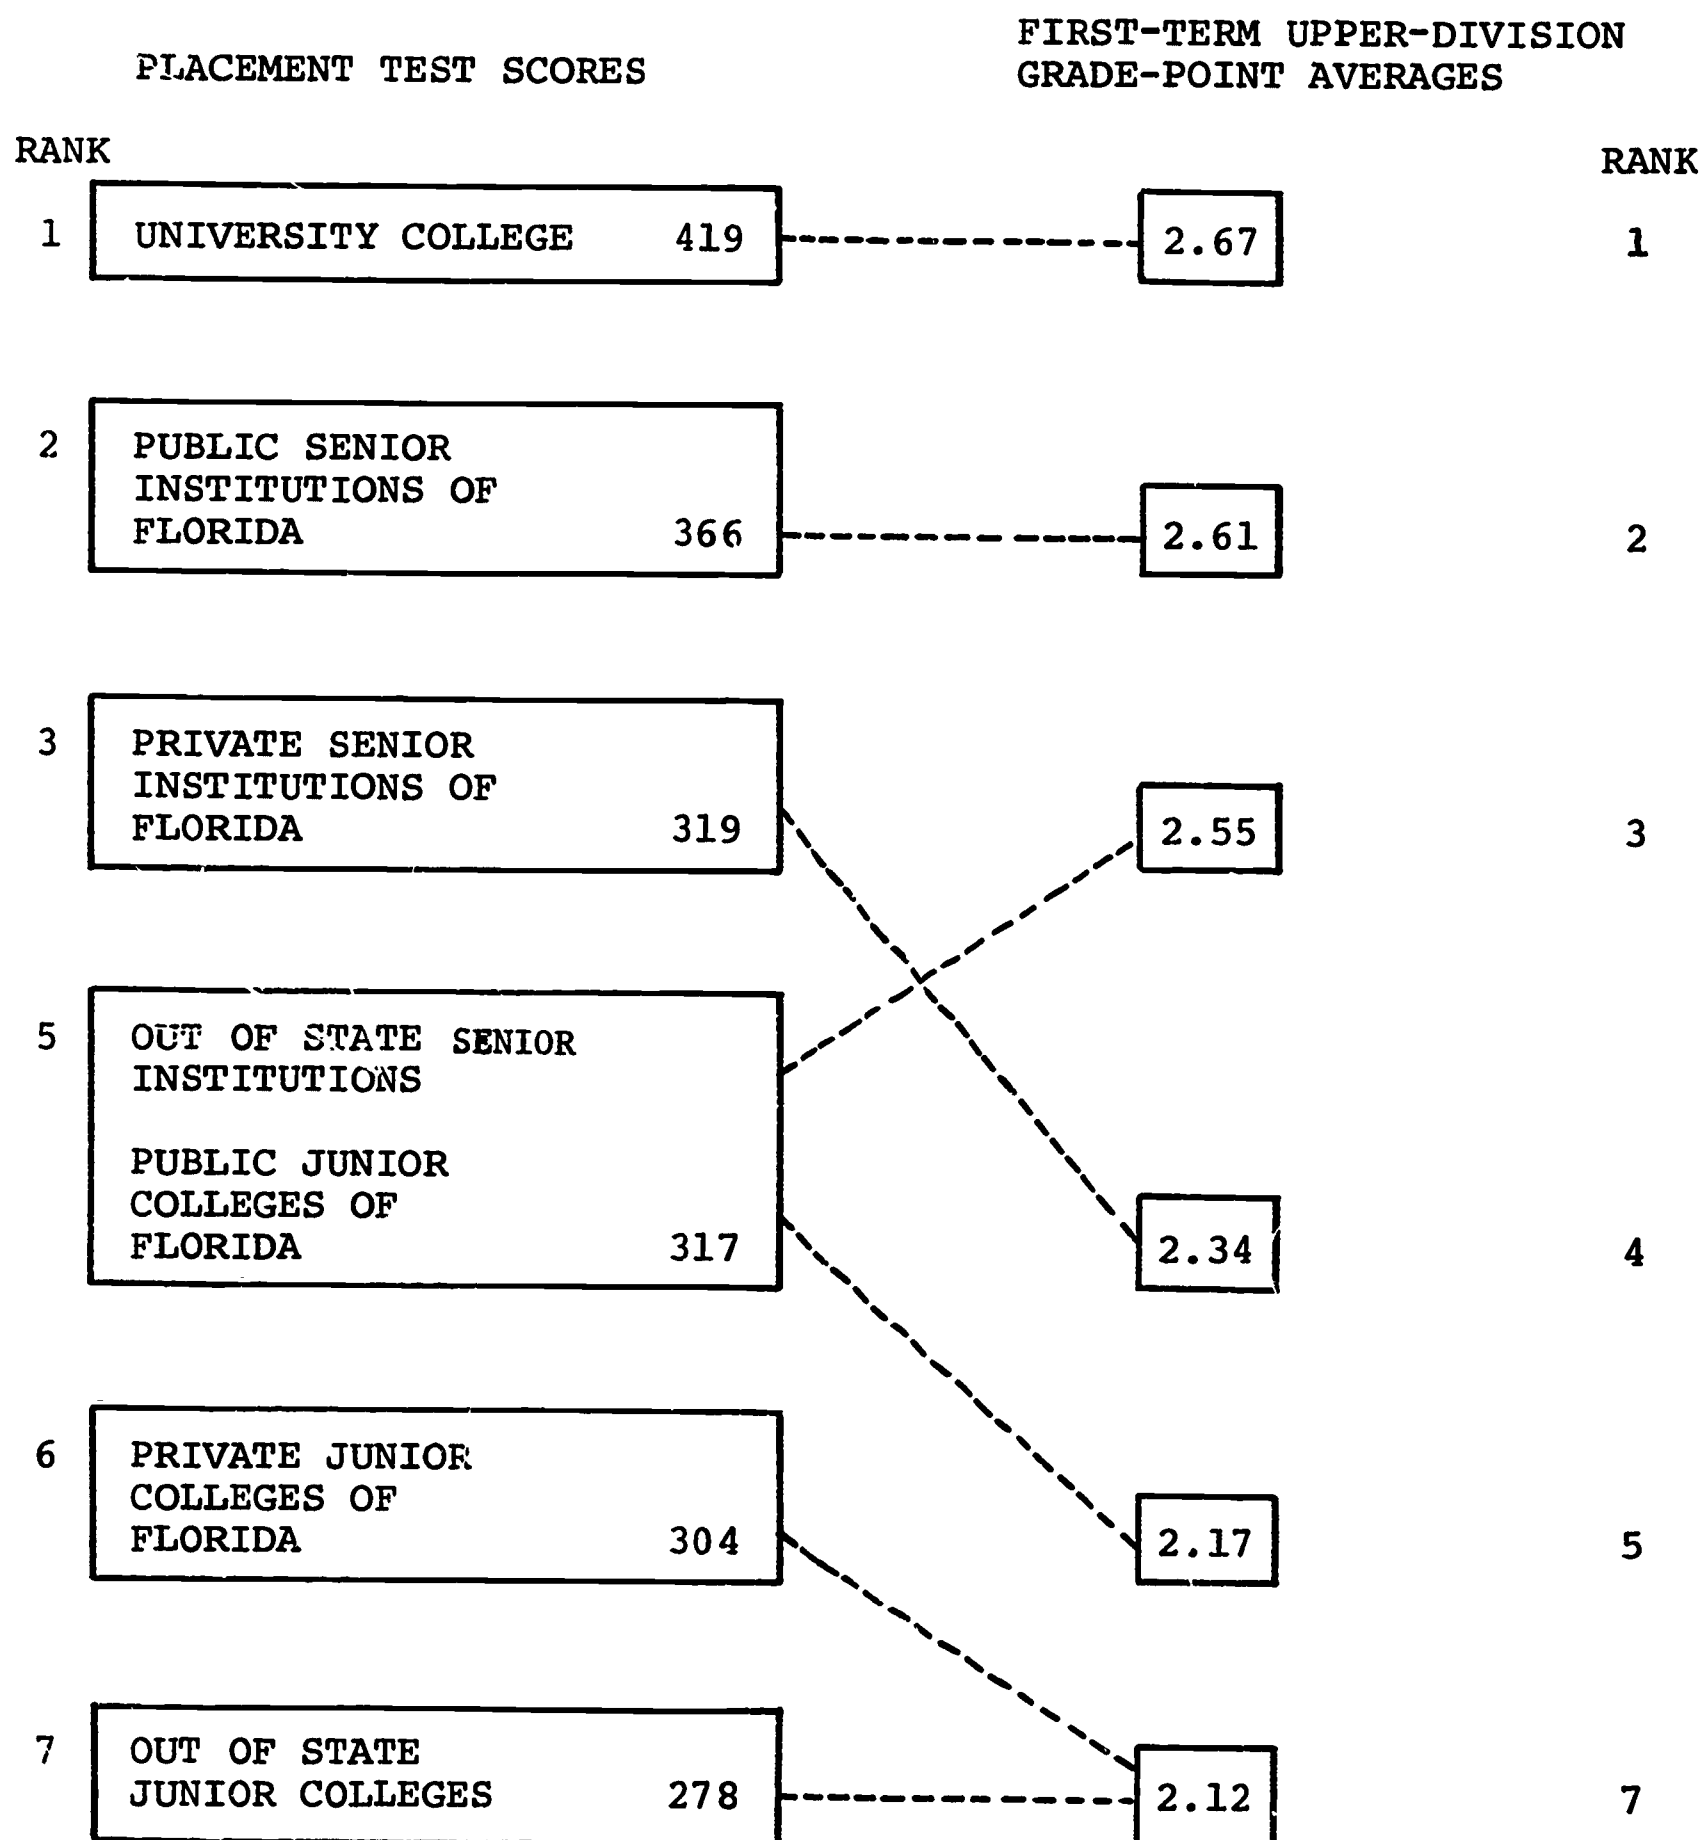 PLACEMENT TEST SCORES
FIRST-TERM UPPER-DIVISION
GRADE-POINT AVERAGES
RANK
RANK
1 UNIVERSITY COLLEGE 419 2.67 1
2 PUBLIC SENIOR
INSTITUTIONS OF
FLORIDA 366 2.61 2
3 PRIVATE SENIOR
INSTITUTIONS OF
FLORIDA 319 2.55 3
5 OUT OF STATE SENIOR
INSTITUTIONS
PUBLIC JUNIOR
COLLEGES OF
FLORIDA 317 2.34 4
6 PRIVATE JUNIOR
COLLEGES OF
FLORIDA 304 2.17 5
7 OUT OF STATE
JUNIOR COLLEGES 278 2.12 7